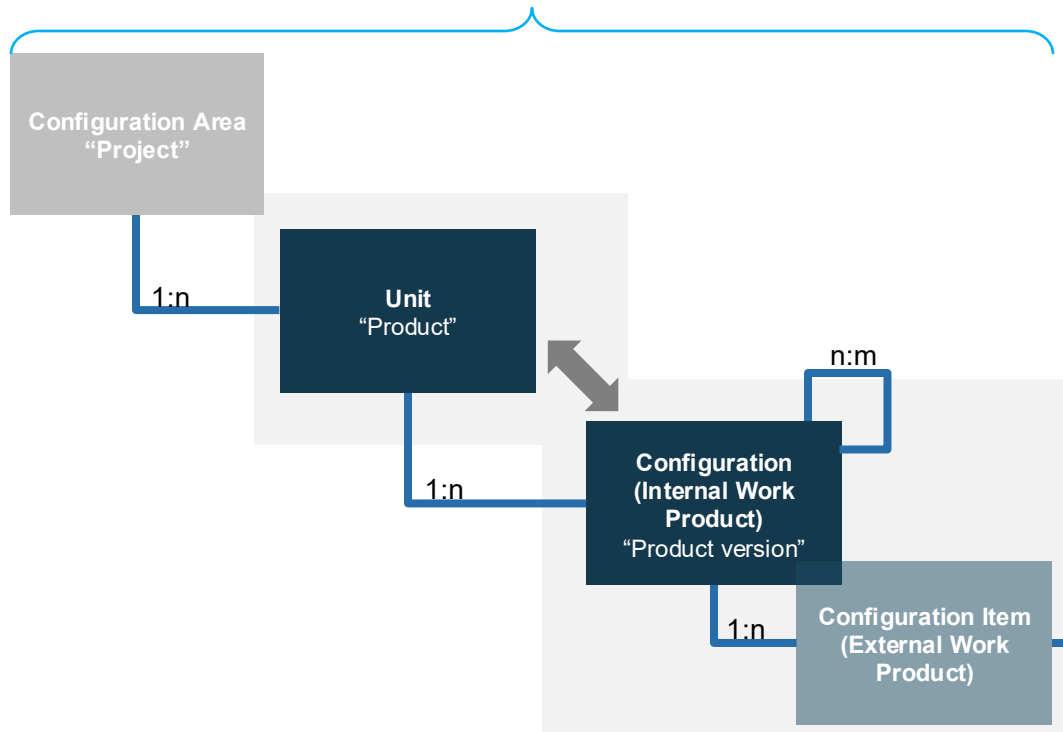 Configuration Area
“Project”
1:n
Unit
“Product”
n:m
1:n
Configuration
(Internal Work
Product)
“Product version”
1:n
Configuration Item
(External Work
Product)